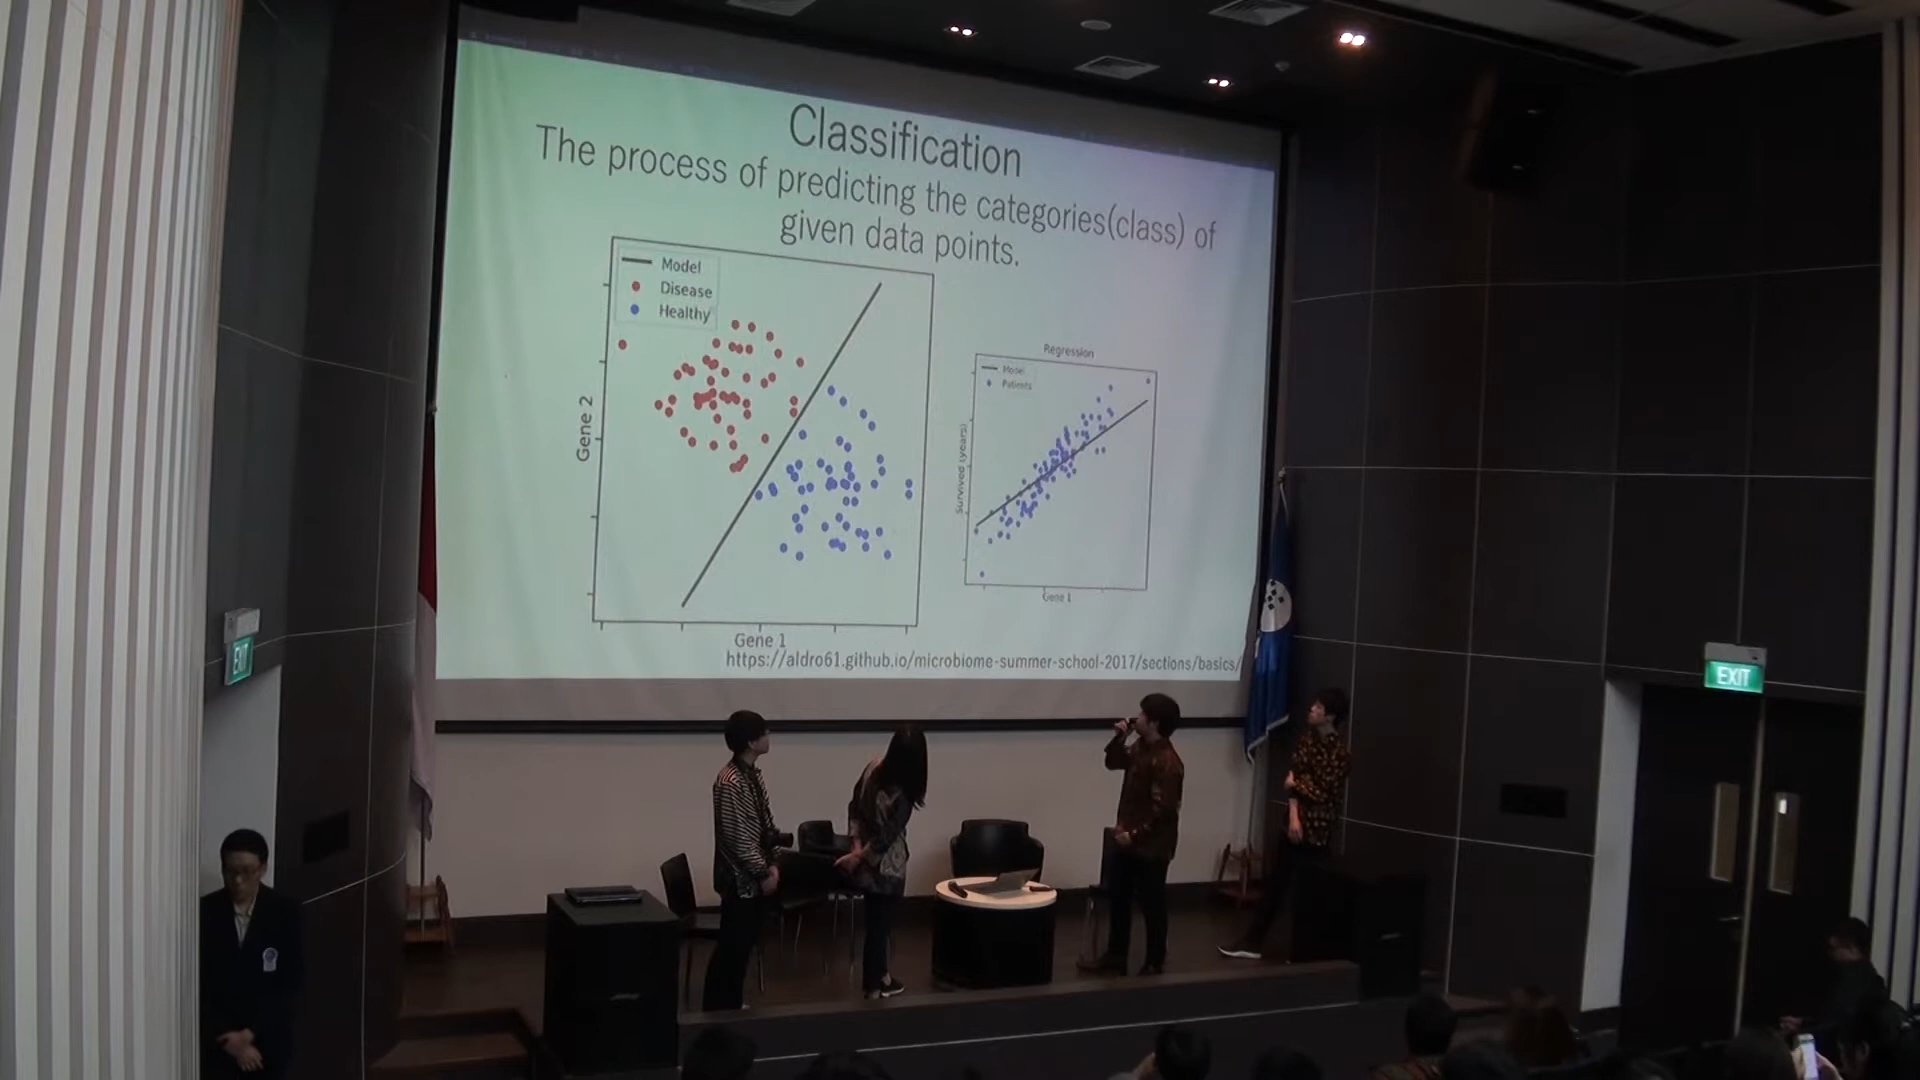 Classification
The process of predicting the categories(class) of
given data points.
Model
Disease
Healthy
Gene 2
Gene 1
Regression
Model
Patients
Survived (years)
Gene 1
https://aldro61.github.io/microbiome-summer-school-2017/sections/basics/
EXIT
EXIT